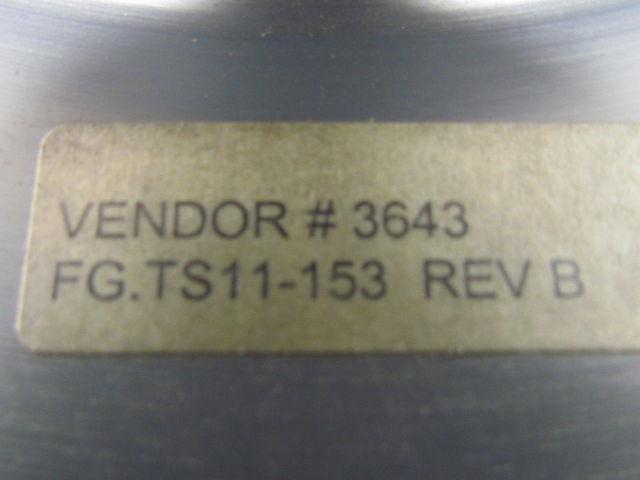 VENDOR # 3643
FG.TS11-153 REV B